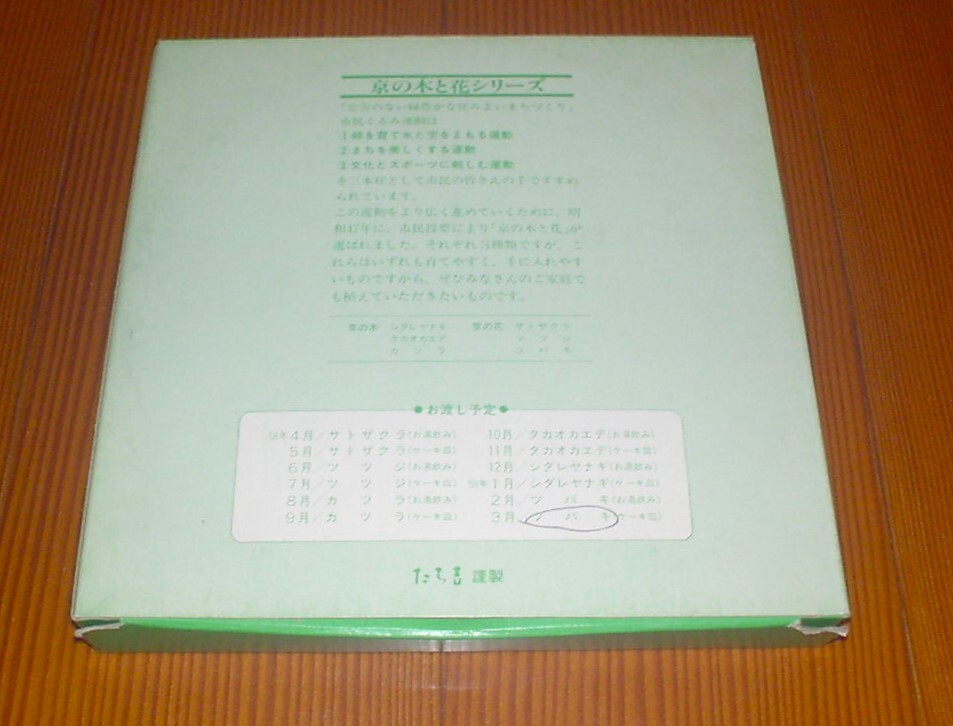 京の木と花シリーズ
「公害のない緑豊かな住みよいまちづくり」
市民ぐるみ運動は
①緑を育て水と空をまもる運動
②まちを美しくする運動
③文化とスポーツに親しむ運動
を三本柱として市民の皆さんの手ですすめ
られています。
この運動をより広く進めていくために、昭
和47年に、市民投票により「京の木と花」が
選ばれました。それぞれ3種類ですが、こ
れらはいずれも育てやすく、手に入れやす
いものですから、ぜひみなさんのご家庭で
も植えていただきたいものです。
京の木 シダレヤナギ 京の花 サトザクラ
タカオカエデ ツツジ
カツラ ツバキ
●お渡し予定●
58年4月/サトザクラ(お湯飲み) 10月/タカオカエデ(お湯飲み)
5月/サトザクラ(ケーキ皿) 11月/タカオカエデ(ケーキ皿)
6月/ツツジ(お湯飲み) 12月/シダレヤナギ(お湯飲み)
7月/ツツジ(ケーキ皿) 59年1月/シダレヤナギ(ケーキ皿)
8月/カツラ(お湯飲み) 2月/ツバキ(お湯飲み)
9月/カツラ(ケーキ皿) 3月/ツバキ(ケーキ皿)
たち吉 謹製